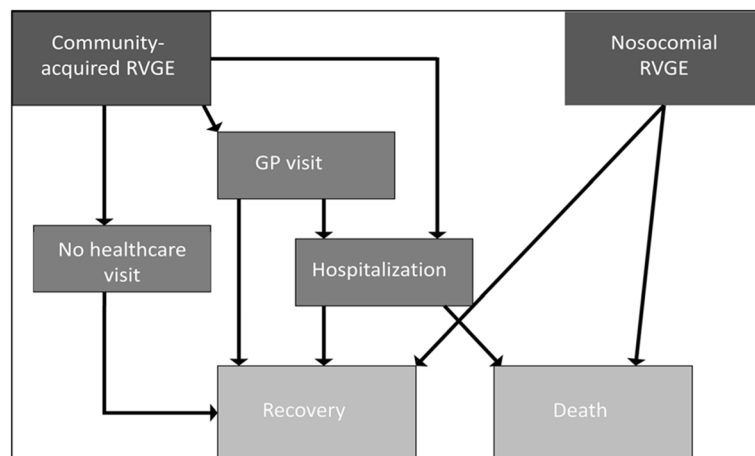 Community-
acquired RVGE
Nosocomial
RVGE
GP visit
No healthcare
visit
Hospitalization
Recovery
Death